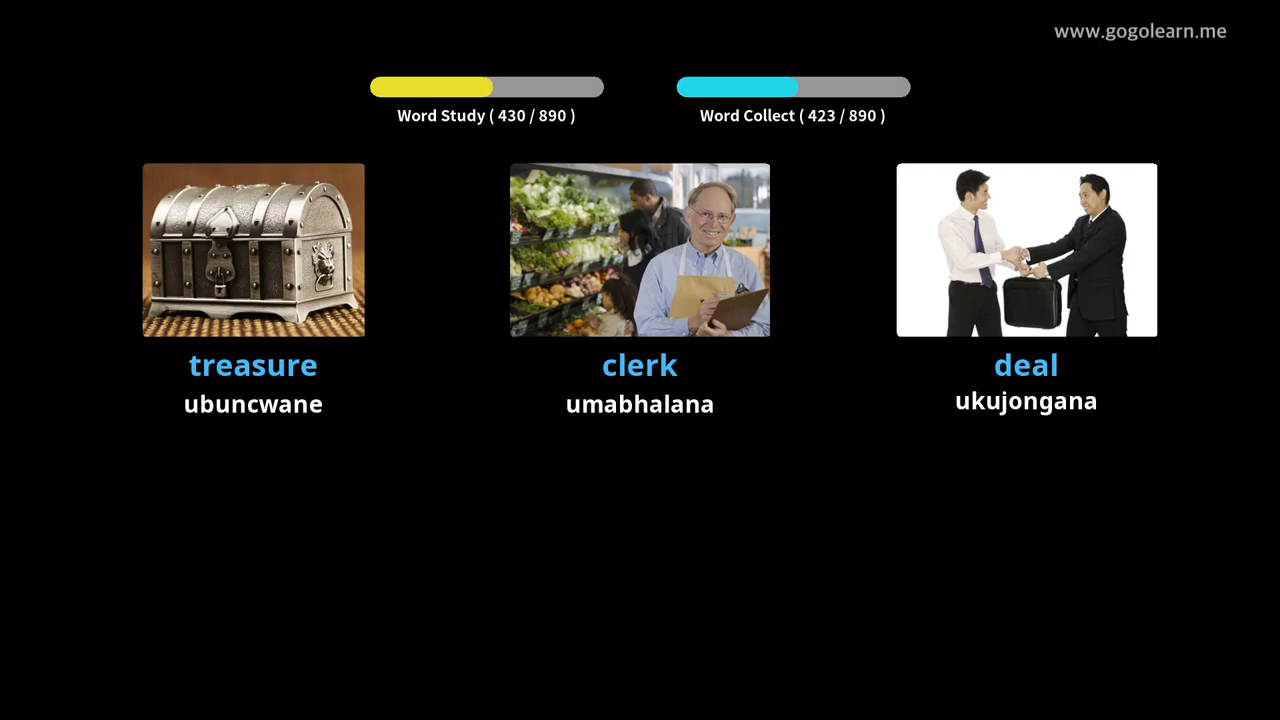 www.gogolearn.me
Word Study ( 430 / 890 )
Word Collect ( 423 / 890 )
treasure
ubuncwane
clerk
umabhalana
deal
ukujongana